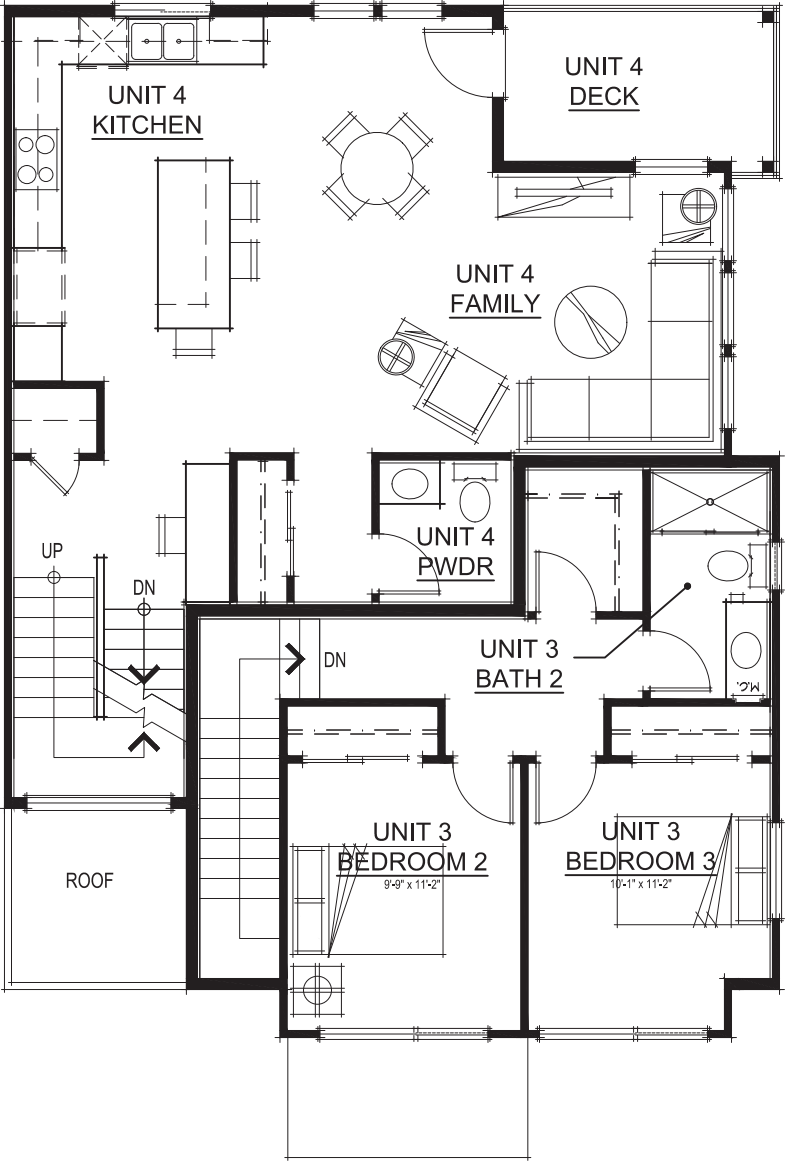 UNIT 4
DECK
UNIT 4
KITCHEN
UNIT 4
FAMILY
UNIT 4
PWDR
UP
DN
UNIT 3
BATH 2
DN
M.C.
UNIT 3
BEDROOM 2
9'-9" x 11'-2"
UNIT 3
BEDROOM 3
10'-1" x 11'-2"
ROOF